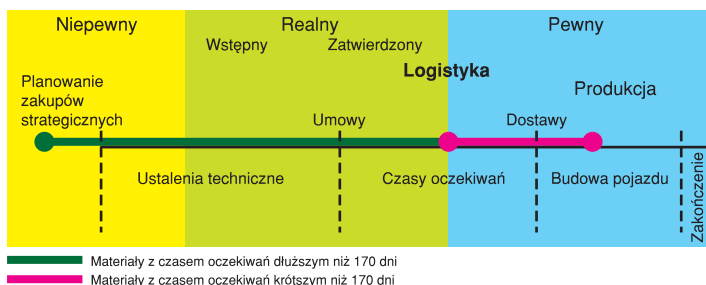 Niepewny
Realny
Pewny
Wstępny
Zatwierdzony
Logistyka
Planowanie
zakupów
strategicznych
Produkcja
Umowy
Dostawy
Ustalenia techniczne
Czasy oczekiwań
Budowa pojazdu
Zakończenie
Materiały z czasem oczekiwań dłuższym niż 170 dni
Materiały z czasem oczekiwań krótszym niż 170 dni